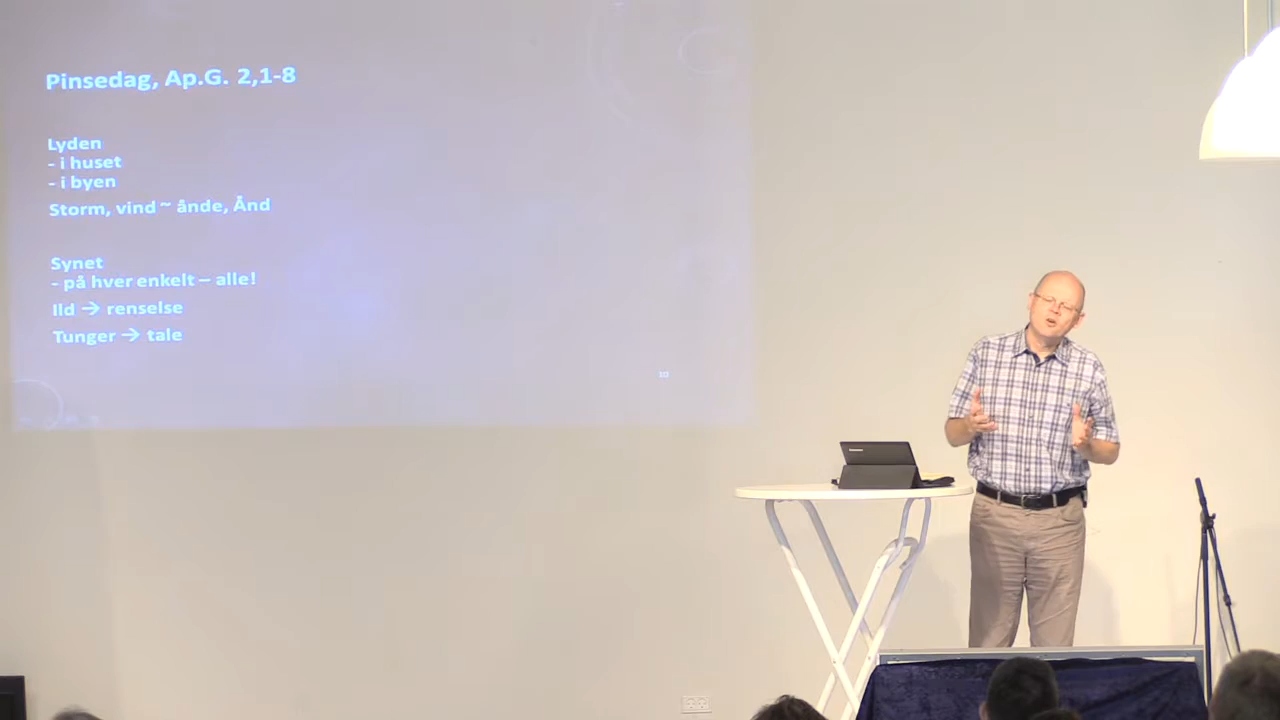 Pinsedag, Ap.G. 2,1-8
Lyden
- i huset
- i byen
Storm, vind ~ ånde, Ånd
Synet
- på hver enkelt – alle!
Ild → renselse
Tunger → tale